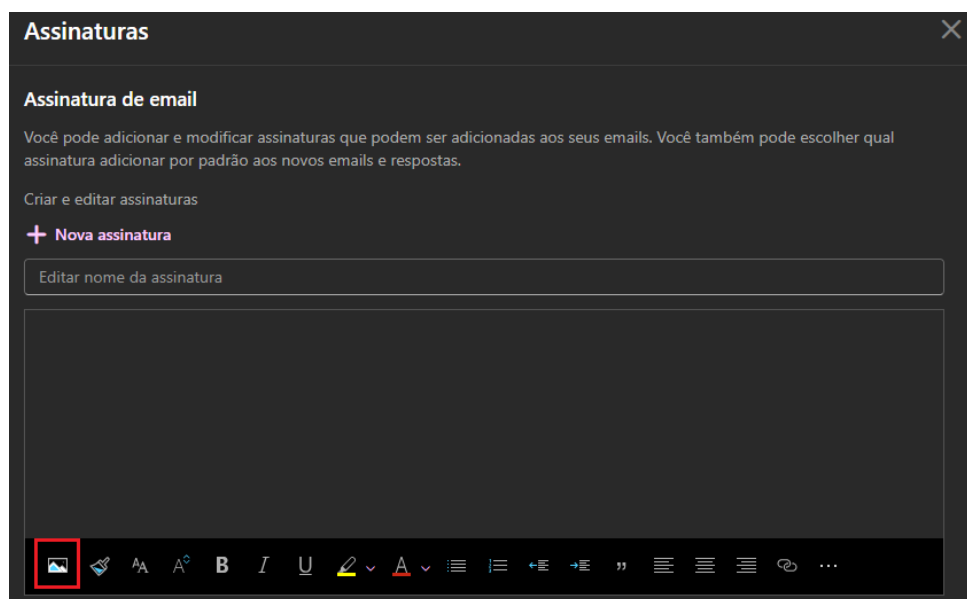 Assinaturas
Assinatura de email
Você pode adicionar e modificar assinaturas que podem ser adicionadas aos seus emails. Você também pode escolher qual
assinatura adicionar por padrão aos novos emails e respostas.
Criar e editar assinaturas
Nova assinatura
Editar nome da assinatura